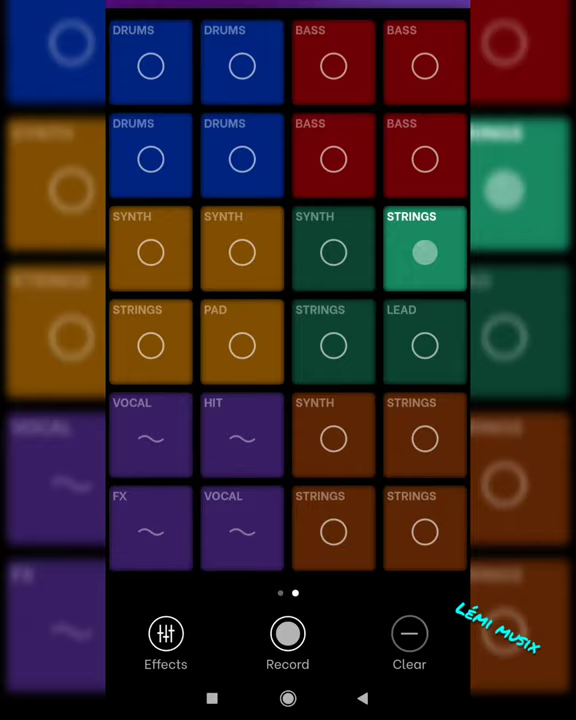 DRUMS DRUMS BASS BASS
DRUMS DRUMS BASS BASS
SYNTH SYNTH SYNTH STRINGS
STRINGS PAD STRINGS LEAD
VOCAL HIT SYNTH STRINGS
FX VOCAL STRINGS STRINGS
Effects Record Clear
LÉMI MUSIX